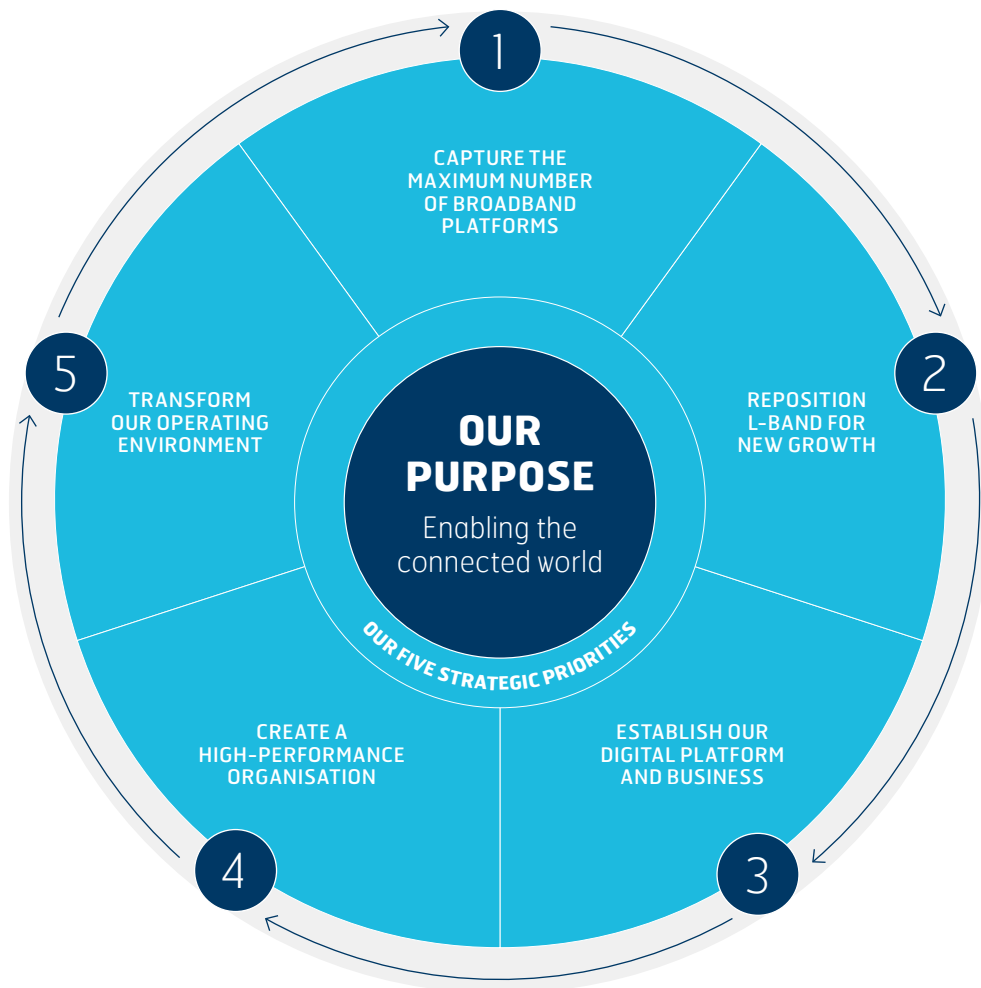 1
CAPTURE THE
MAXIMUM NUMBER
OF BROADBAND
PLATFORMS
2
REPOSITION
L-BAND FOR
NEW GROWTH
3
ESTABLISH OUR
DIGITAL PLATFORM
AND BUSINESS
4
CREATE A
HIGH-PERFORMANCE
ORGANISATION
5
TRANSFORM
OUR OPERATING
ENVIRONMENT
OUR
PURPOSE
Enabling the
connected world
OUR FIVE STRATEGIC PRIORITIES